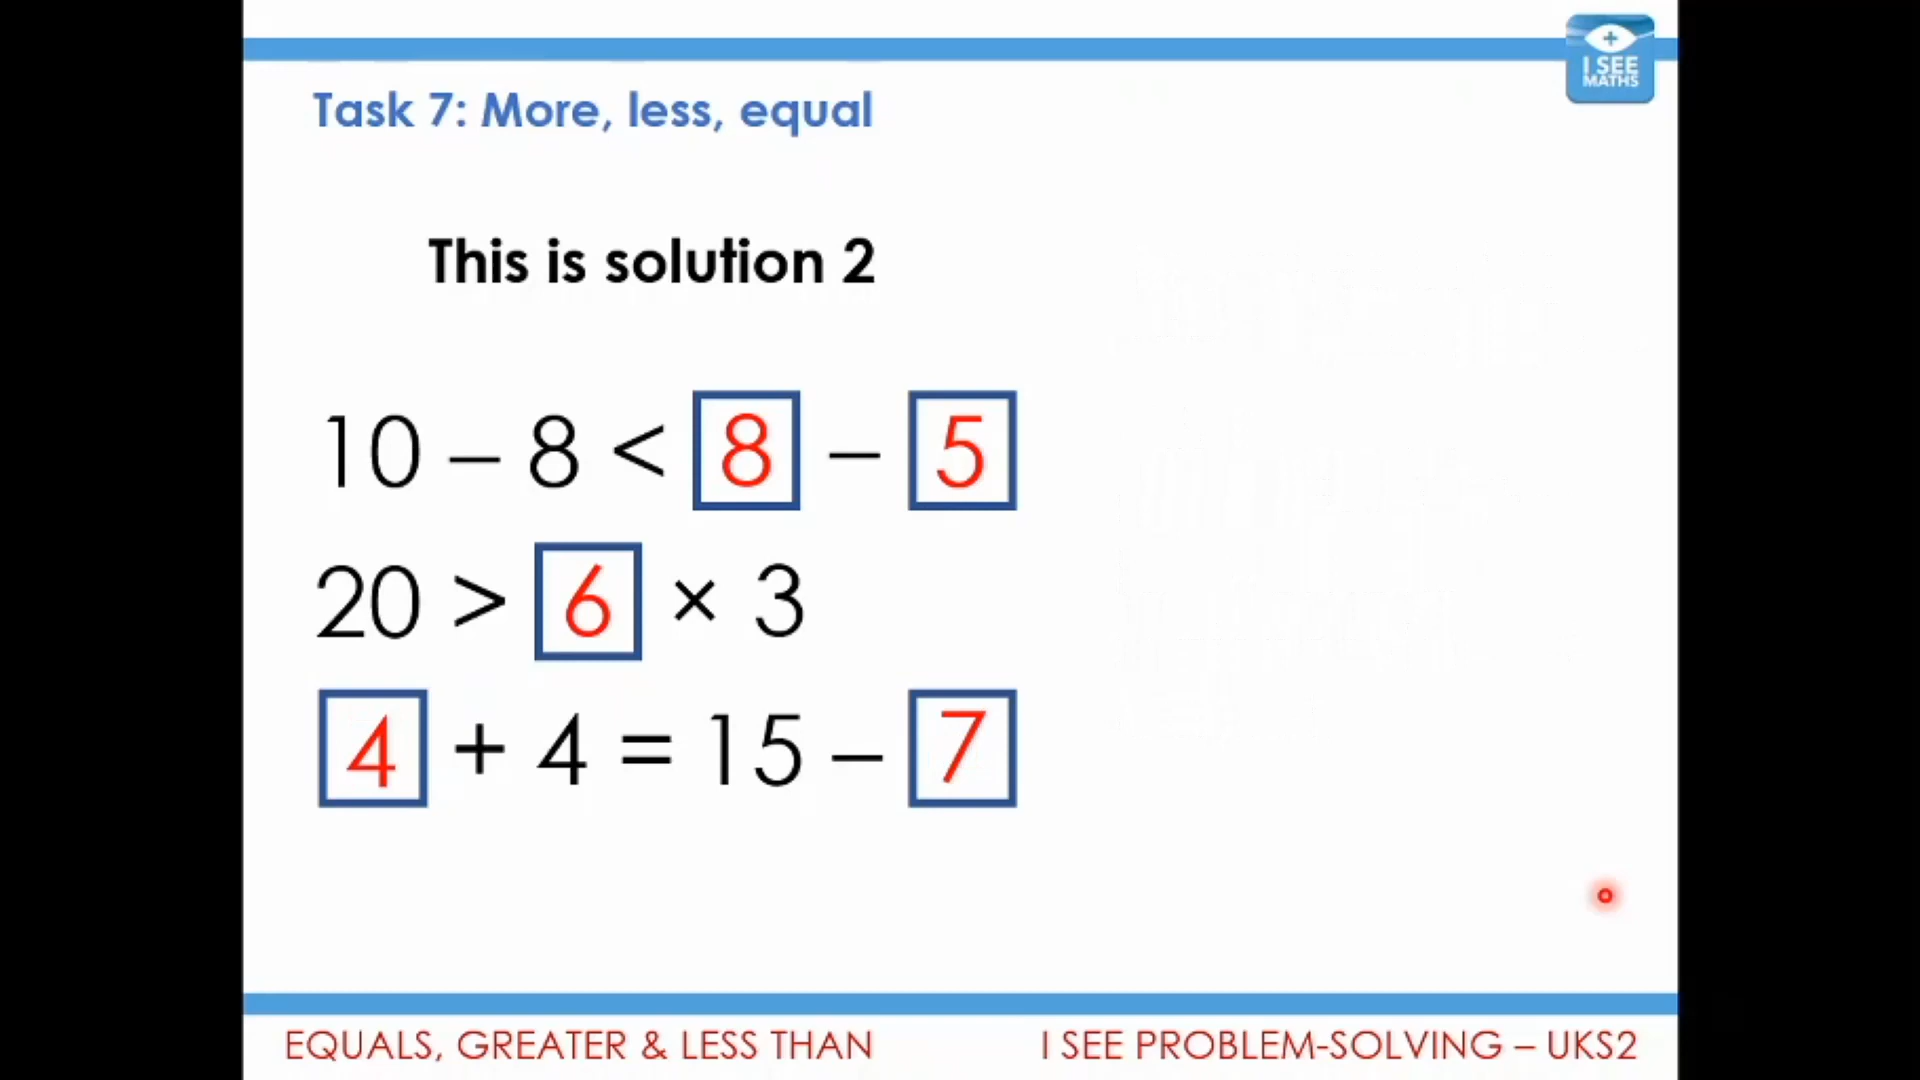 I SEE
MATHS
Task 7: More, less, equal
This is solution 2
10 – 8 < 8 – 5
20 > 6 × 3
4 + 4 = 15 – 7
EQUALS, GREATER & LESS THAN
I SEE PROBLEM-SOLVING – UKS2